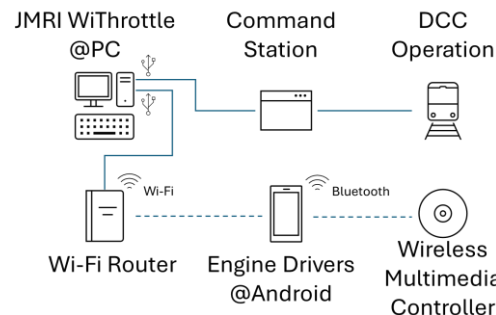 JMRI WiThrottle
@PC
Command
Station
DCC
Operation
Wi-Fi
Bluetooth
Wi-Fi Router
Engine Drivers
@Android
Wireless
Multimedia
Controller